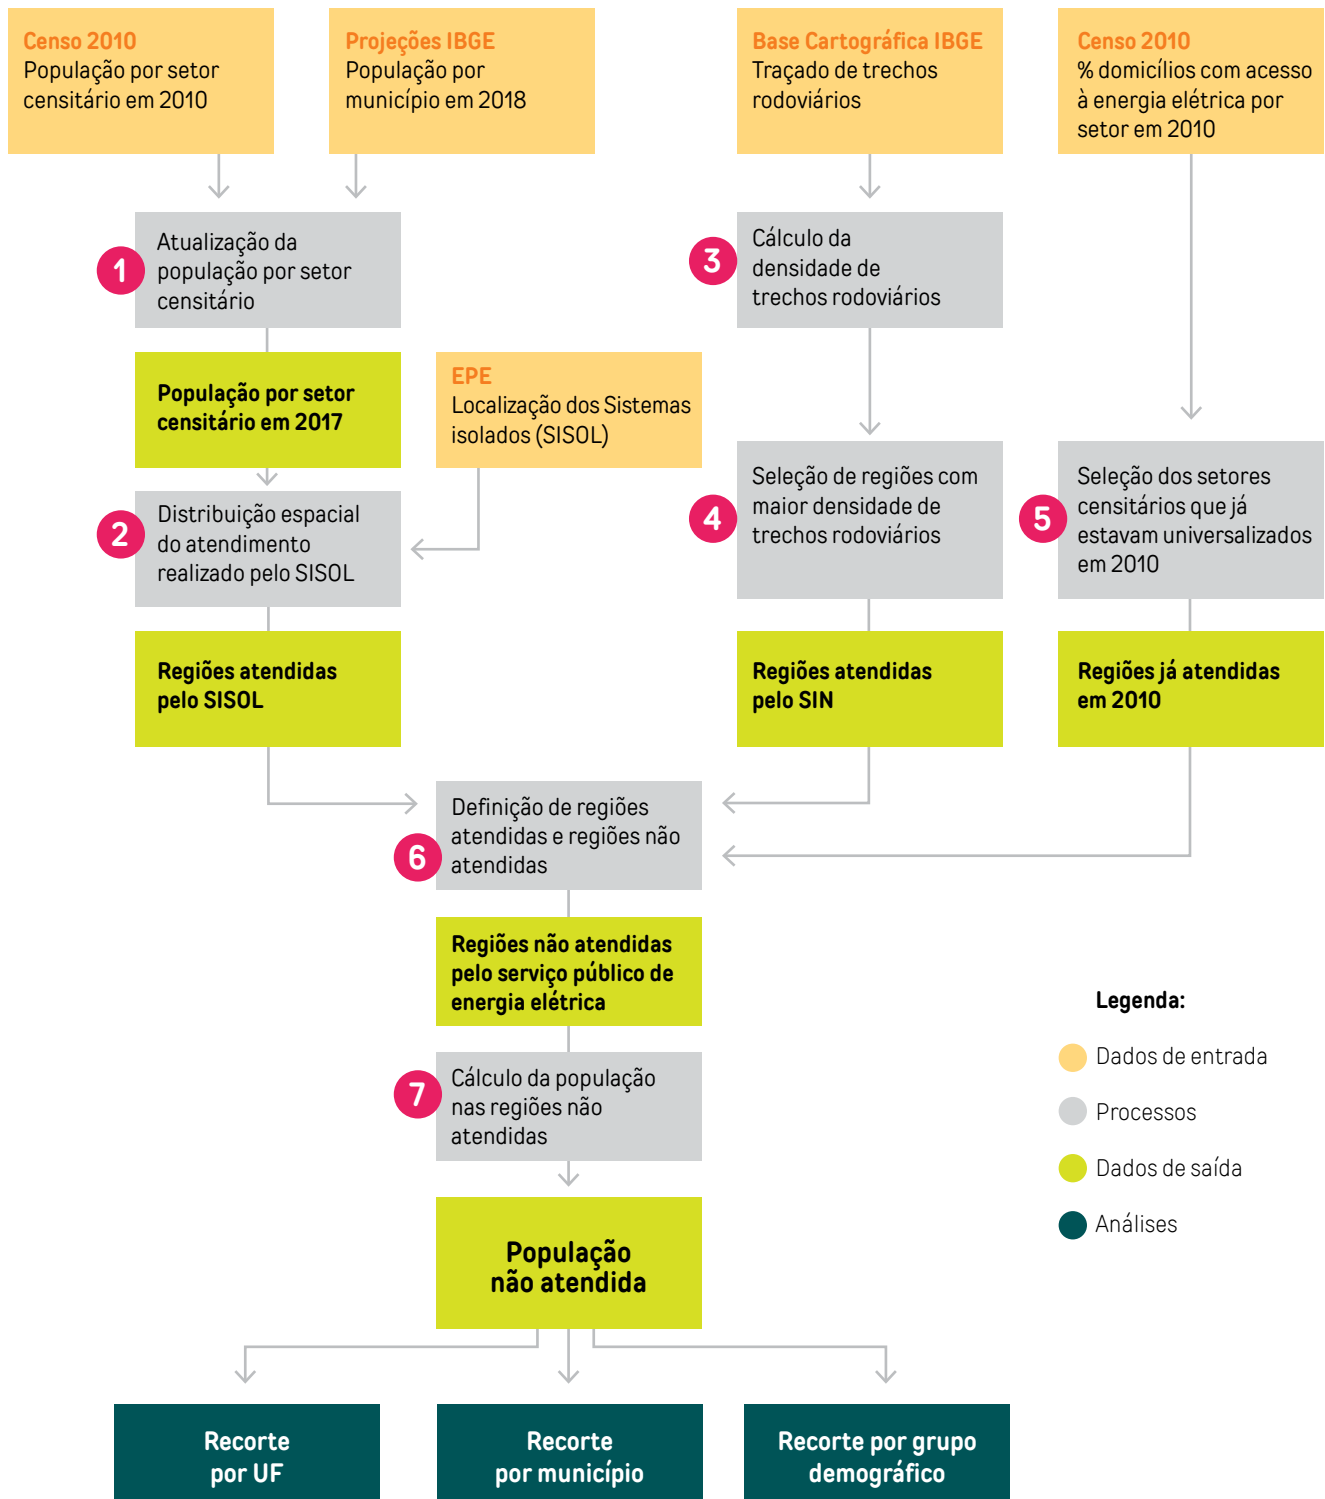 Censo 2010
População por setor
censitário em 2010
Projeções IBGE
População por
município em 2018
Base Cartográfica IBGE
Traçado de trechos
rodoviários
Censo 2010
% domicílios com acesso
à energia elétrica por
setor em 2010
1
Atualização da
população por setor
censitário
3
Cálculo da
densidade de
trechos rodoviários
População por setor
censitário em 2017
EPE
Localização dos Sistemas
isolados (SISOL)
2
Distribuição espacial
do atendimento
realizado pelo SISOL
4
Seleção de regiões com
maior densidade de
trechos rodoviários
5
Seleção dos setores
censitários que já
estavam universalizados
em 2010
Regiões atendidas
pelo SISOL
Regiões atendidas
pelo SIN
Regiões já atendidas
em 2010
6
Definição de regiões
atendidas e regiões não
atendidas
Regiões não atendidas
pelo serviço público de
energia elétrica
7
Cálculo da população
nas regiões não
atendidas
População
não atendida
Legenda:
Dados de entrada
Processos
Dados de saída
Análises
Recorte
por UF
Recorte
por município
Recorte por grupo
demográfico